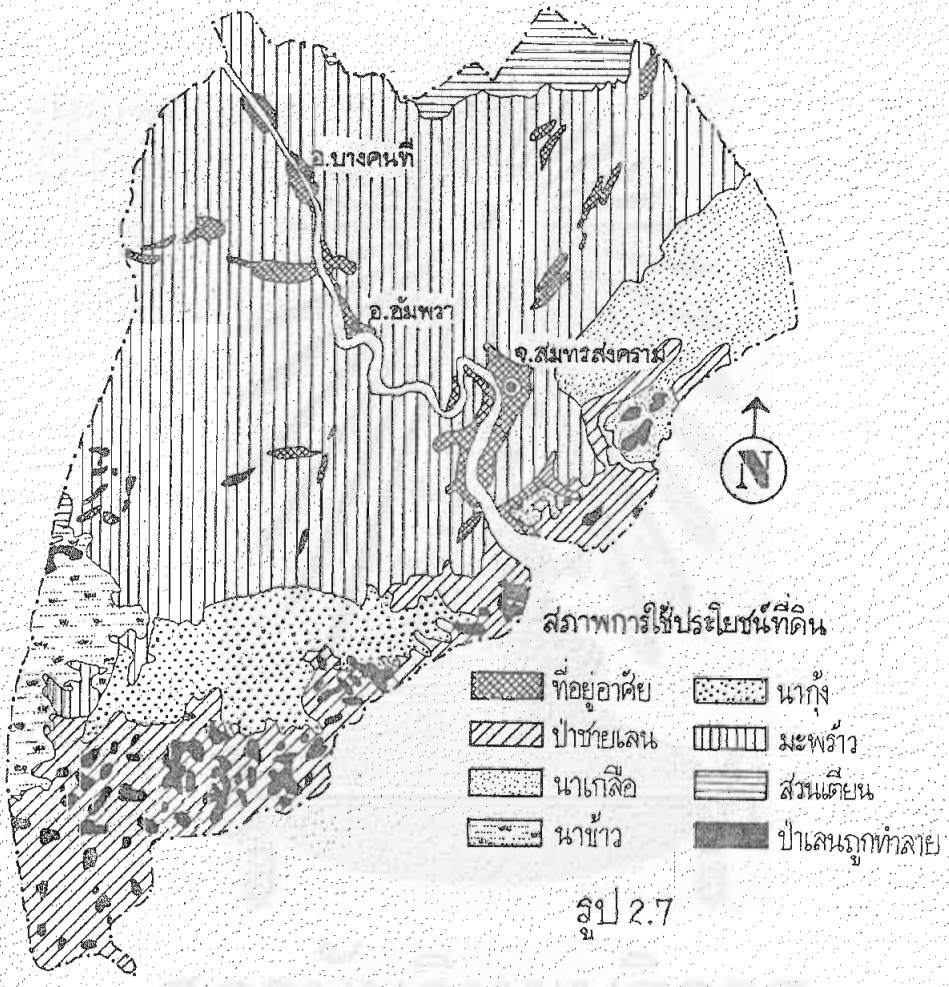 อ.บางคนที
อ.อัมพวา
จ.สมทรสงคราม
N
สภาพการใช้ประโยชน์ที่ดิน
ที่อยู่อาศัย
นากุ้ง
ป่าชายเลน
มะพร้าว
นาเกลือ
สวนเตียน
นาข้าว
ป่าเลนถูกทำลาย
รูป 2.7